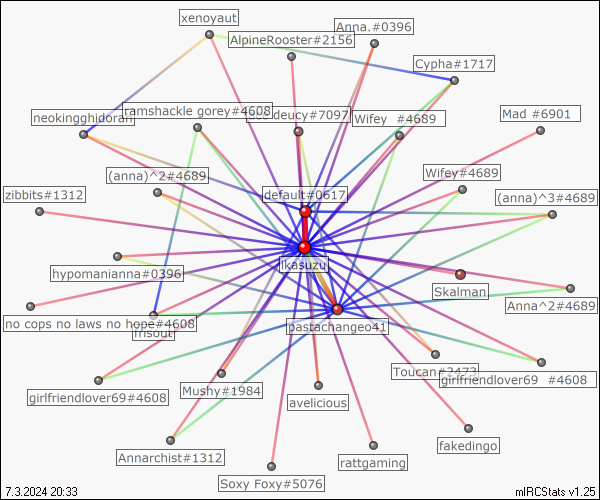 xenoyaut
Anna.#0396
AlpineRooster#2156
Cypha#1717
ramshackle gorey#4608
deucy#7097
Wifey #4689
Mad #6901
neokingghidorah
(anna)^2#4689
Wifey#4689
default#0617
zibbits#1312
(anna)^3#4689
ikasuzu
hypomanianna#0396
Skalman
Anna^2#4689
no cops no laws no hope#4608
pastachangeo41
Toucan#2473
girlfriendlover69 #4608
girlfriendlover69#4608
Mushy#1984
avelicious
fakedingo
Annarchist#1312
rattgaming
Soxy Foxy#5076
7.3.2024 20:33
mIRCStats v1.25